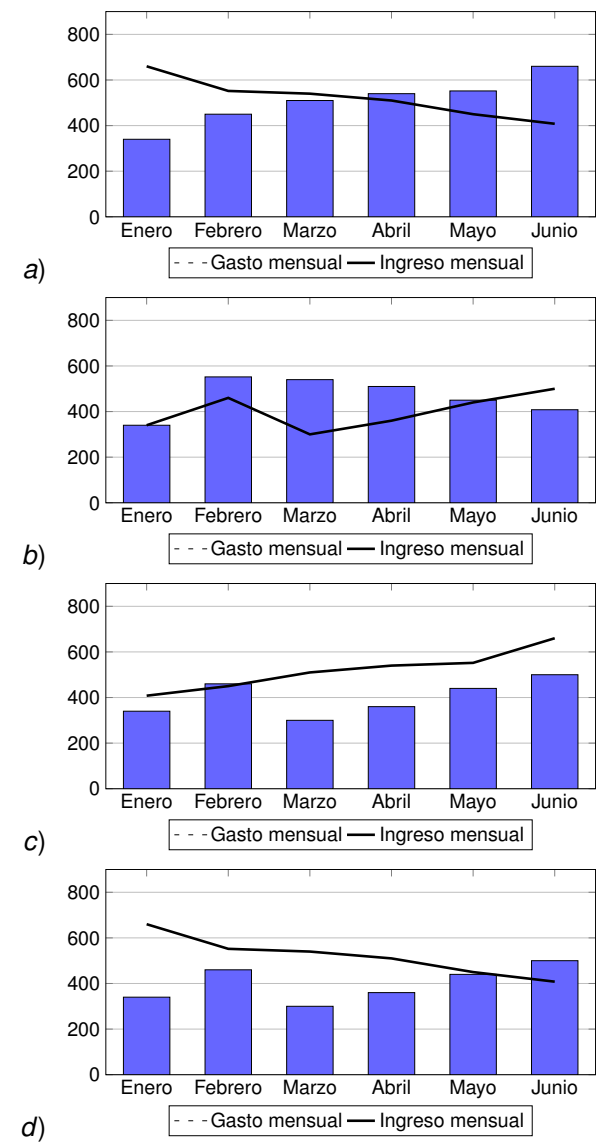 800
600
400
200
0
Enero Febrero Marzo Abril Mayo Junio
a) Gasto mensual Ingreso mensual
800
600
400
200
0
Enero Febrero Marzo Abril Mayo Junio
b) Gasto mensual Ingreso mensual
800
600
400
200
0
Enero Febrero Marzo Abril Mayo Junio
c) Gasto mensual Ingreso mensual
800
600
400
200
0
Enero Febrero Marzo Abril Mayo Junio
d) Gasto mensual Ingreso mensual